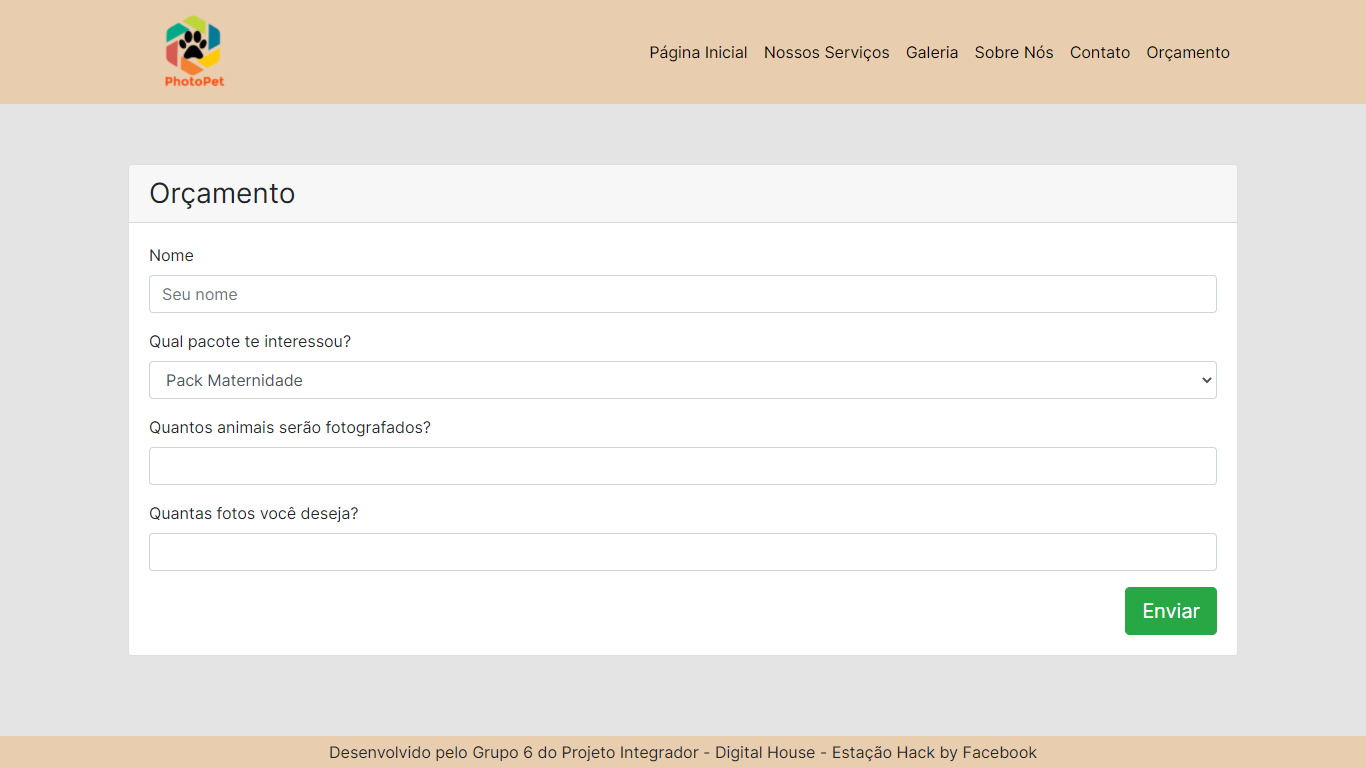 PhotoPet
Página Inicial Nossos Serviços Galeria Sobre Nós Contato Orçamento
Orçamento
Nome
Seu nome
Qual pacote te interessou?
Pack Maternidade
Quantos animais serão fotografados?
Quantas fotos você deseja?
Enviar
Desenvolvido pelo Grupo 6 do Projeto Integrador - Digital House - Estação Hack by Facebook